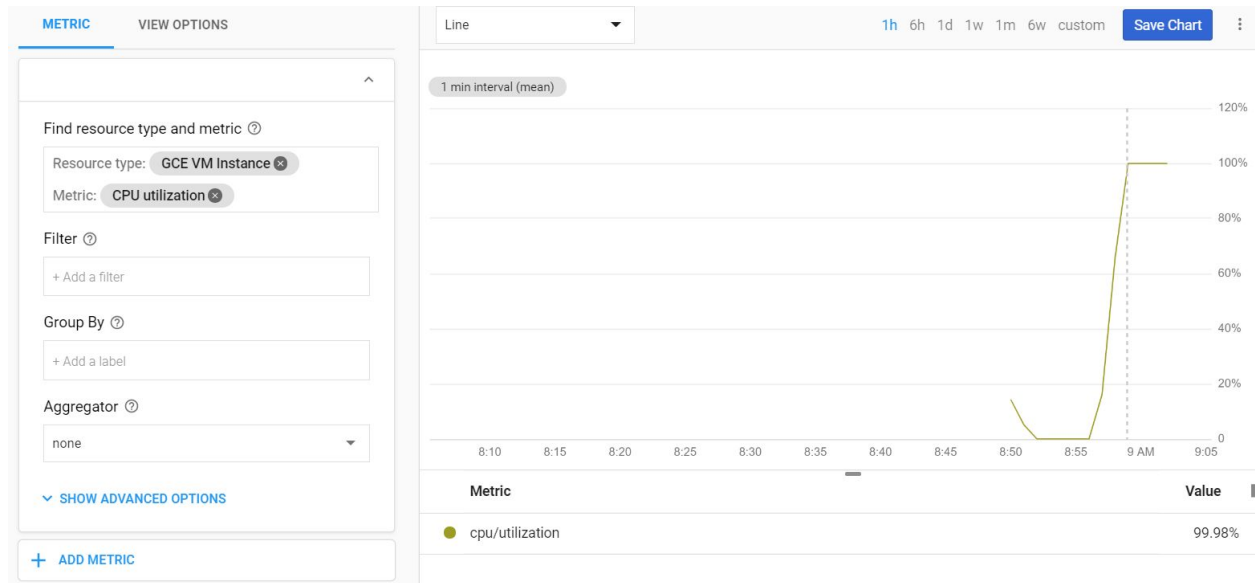 METRIC VIEW OPTIONS
Find resource type and metric
Resource type: GCE VM Instance
Metric: CPU utilization
Filter
+ Add a filter
Group By
+ Add a label
Aggregator
none
SHOW ADVANCED OPTIONS
+ ADD METRIC
Line
1h 6h 1d 1w 1m 6w custom Save Chart
1 min interval (mean)
120%
100%
80%
60%
40%
20%
0
8:10 8:15 8:20 8:25 8:30 8:35 8:40 8:45 8:50 8:55 9 AM 9:05
Metric Value
cpu/utilization 99.98%